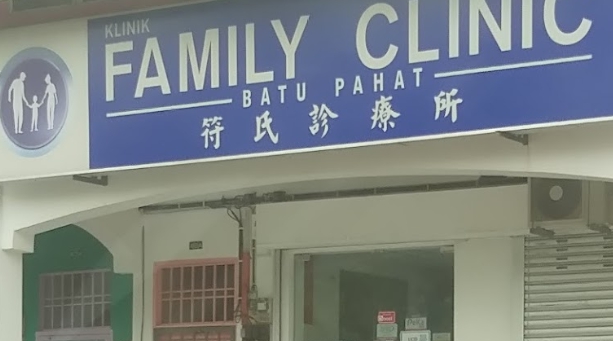 KLINIK
FAMILY CLINIC
BATU PAHAT
符氏診療所